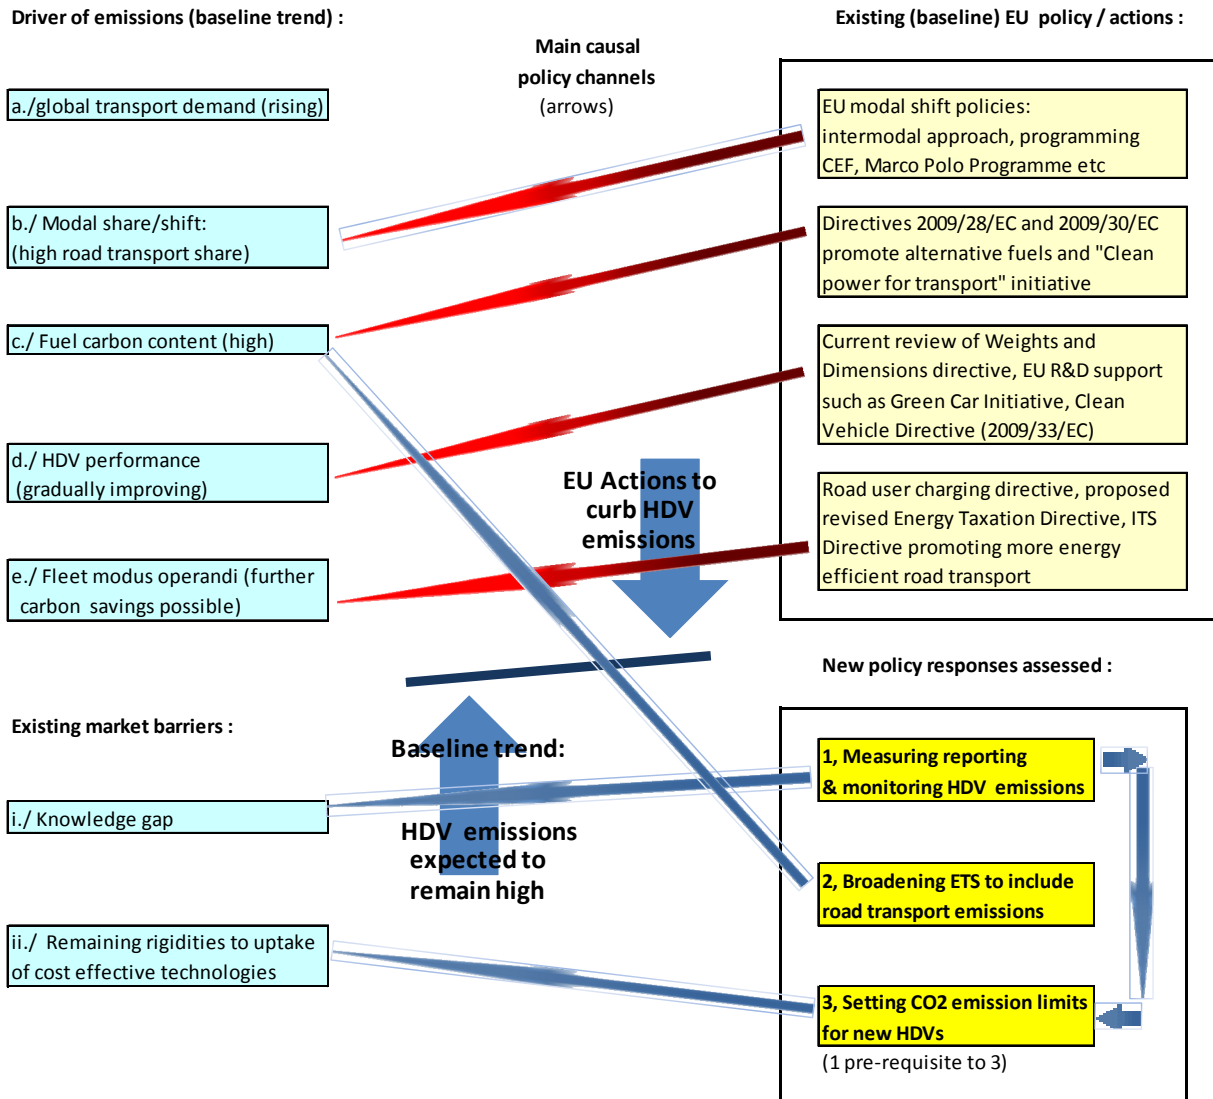 Driver of emissions (baseline trend) :
Existing (baseline) EU policy / actions :
Main causal
policy channels
(arrows)
a./global transport demand (rising)
EU modal shift policies:
intermodal approach, programming
CEF, Marco Polo Programme etc
b./ Modal share/shift:
(high road transport share)
Directives 2009/28/EC and 2009/30/EC
promote alternative fuels and "Clean
power for transport" initiative
c./ Fuel carbon content (high)
Current review of Weights and
Dimensions directive, EU R&D support
such as Green Car Initiative, Clean
Vehicle Directive (2009/33/EC)
d./ HDV performance
(gradually improving)
EU Actions to
curb HDV
emissions
Road user charging directive, proposed
revised Energy Taxation Directive, ITS
Directive promoting more energy
efficient road transport
e./ Fleet modus operandi (further
carbon savings possible)
New policy responses assessed :
Existing market barriers :
Baseline trend:
1, Measuring reporting
& monitoring HDV emissions
i./ Knowledge gap
HDV emissions
expected to
remain high
2, Broadening ETS to include
road transport emissions
ii./ Remaining rigidities to uptake
of cost effective technologies
3, Setting CO2 emission limits
for new HDVs
(1 pre-requisite to 3)